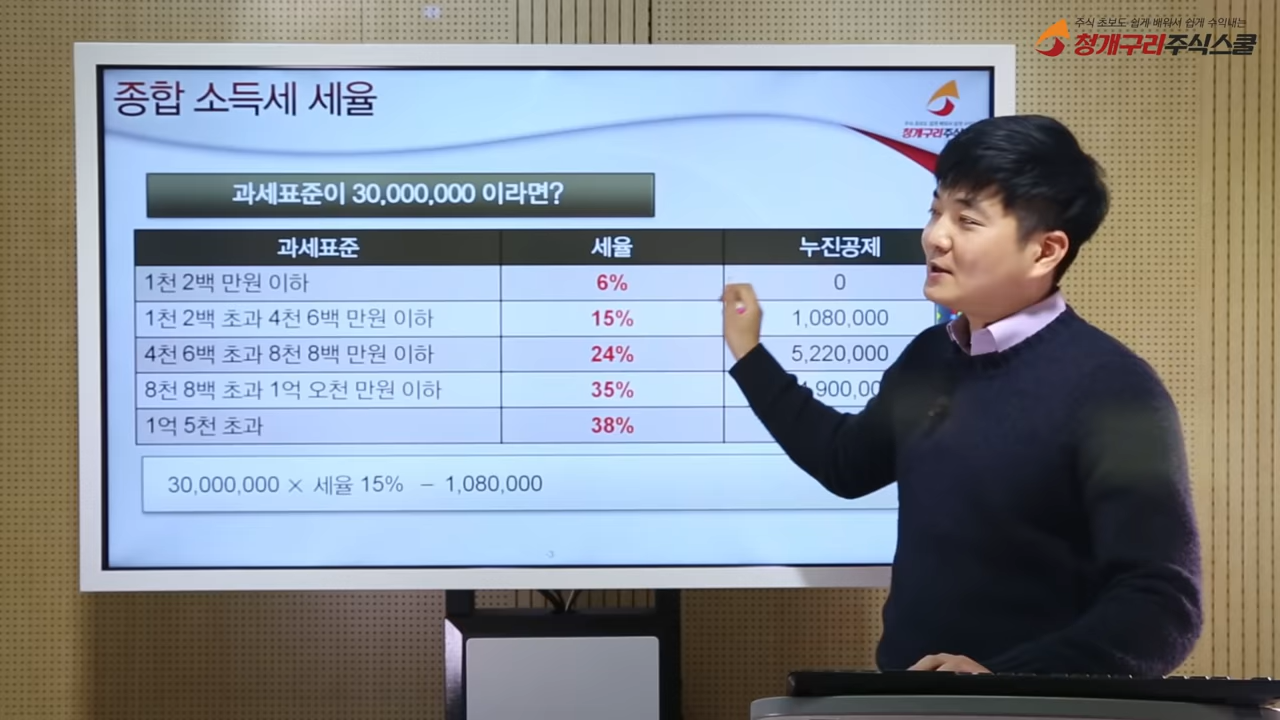 주식 초보도 쉽게 배워서 쉽게 수익내는
청개구리주식스쿨
종합 소득세 세율
청개구리주식
과세표준이 30,000,000 이라면?
과세표준 세율 누진공제
1천 2백 만원 이하 6% 0
1천 2백 초과 4천 6백 만원 이하 15% 1,080,000
4천 6백 초과 8천 8백 만원 이하 24% 5,220,000
8천 8백 초과 1억 오천 만원 이하 35%
1억 5천 초과 38%
30,000,000 × 세율 15% − 1,080,000